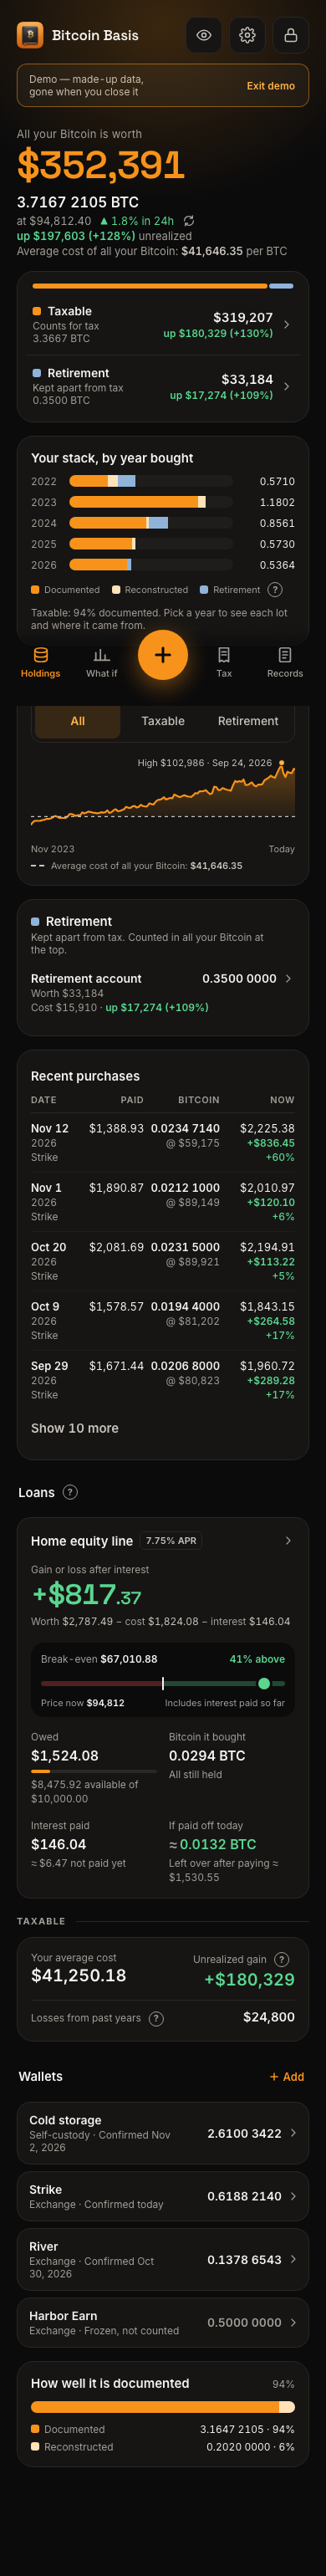 Bitcoin Basis
Demo — made-up data,
gone when you close it
Exit demo
All your Bitcoin is worth
$352,391
3.7167 2105 BTC
at $94,812.40 ▲ 1.8% in 24h
up $197,603 (+128%) unrealized
Average cost of all your Bitcoin: $41,646.35 per BTC
Taxable
Counts for tax
3.3667 BTC
$319,207
up $180,329 (+130%)
Retirement
Kept apart from tax
0.3500 BTC
$33,184
up $17,274 (+109%)
Your stack, by year bought
2022 0.5710
2023 1.1802
2024 0.8561
2025 0.5730
2026 0.5364
Documented Reconstructed Retirement ?
Taxable: 94% documented. Pick a year to see each lot
and where it came from.
Holdings What if + Tax Records
All Taxable Retirement
High $102,986 · Sep 24, 2026
Nov 2023 Today
Average cost of all your Bitcoin: $41,646.35
Retirement
Kept apart from tax. Counted in all your Bitcoin at
the top.
Retirement account 0.3500 0000
Worth $33,184
Cost $15,910 · up $17,274 (+109%)
Recent purchases
DATE PAID BITCOIN NOW
Nov 12 $1,388.93 0.0234 7140 $2,225.38
2026 @ $59,175 +$836.45
Strike +60%
Nov 1 $1,890.87 0.0212 1000 $2,010.97
2026 @ $89,149 +$120.10
Strike +6%
Oct 20 $2,081.69 0.0231 5000 $2,194.91
2026 @ $89,921 +$113.22
Strike +5%
Oct 9 $1,578.57 0.0194 4000 $1,843.15
2026 @ $81,202 +$264.58
Strike +17%
Sep 29 $1,671.44 0.0206 8000 $1,960.72
2026 @ $80,823 +$289.28
Strike +17%
Show 10 more
Loans ?
Home equity line 7.75% APR
Gain or loss after interest
+$817.37
Worth $2,787.49 − cost $1,824.08 − interest $146.04
Break-even $67,010.88 41% above
Price now $94,812 Includes interest paid so far
Owed
$1,524.08
$8,475.92 available of
$10,000.00
Bitcoin it bought
0.0294 BTC
All still held
Interest paid
$146.04
≈ $6.47 not paid yet
If paid off today
≈ 0.0132 BTC
Left over after paying ≈
$1,530.55
TAXABLE
Your average cost
$41,250.18
Unrealized gain ?
+$180,329
Losses from past years ? $24,800
Wallets + Add
Cold storage
Self-custody · Confirmed Nov
2, 2026
2.6100 3422
Strike
Exchange · Confirmed today
0.6188 2140
River
Exchange · Confirmed Oct
30, 2026
0.1378 6543
Harbor Earn
Exchange · Frozen, not counted
0.5000 0000
How well it is documented 94%
Documented 3.1647 2105 · 94%
Reconstructed 0.2020 0000 · 6%